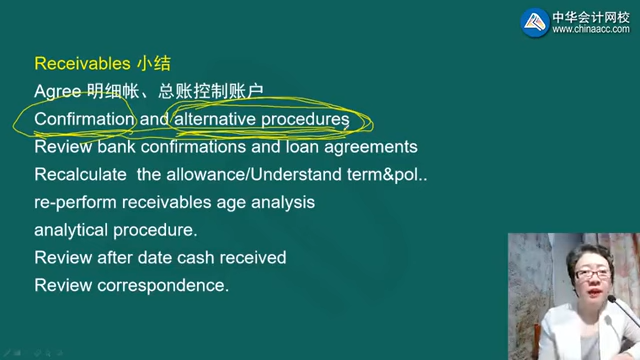 中华会计网校
www.chinaacc.com
Receivables 小结
Agree 明细帐、总账控制账户
Confirmation and alternative procedures
Review bank confirmations and loan agreements
Recalculate the allowance/Understand term&pol..
re-perform receivables age analysis
analytical procedure.
Review after date cash received
Review correspondence.